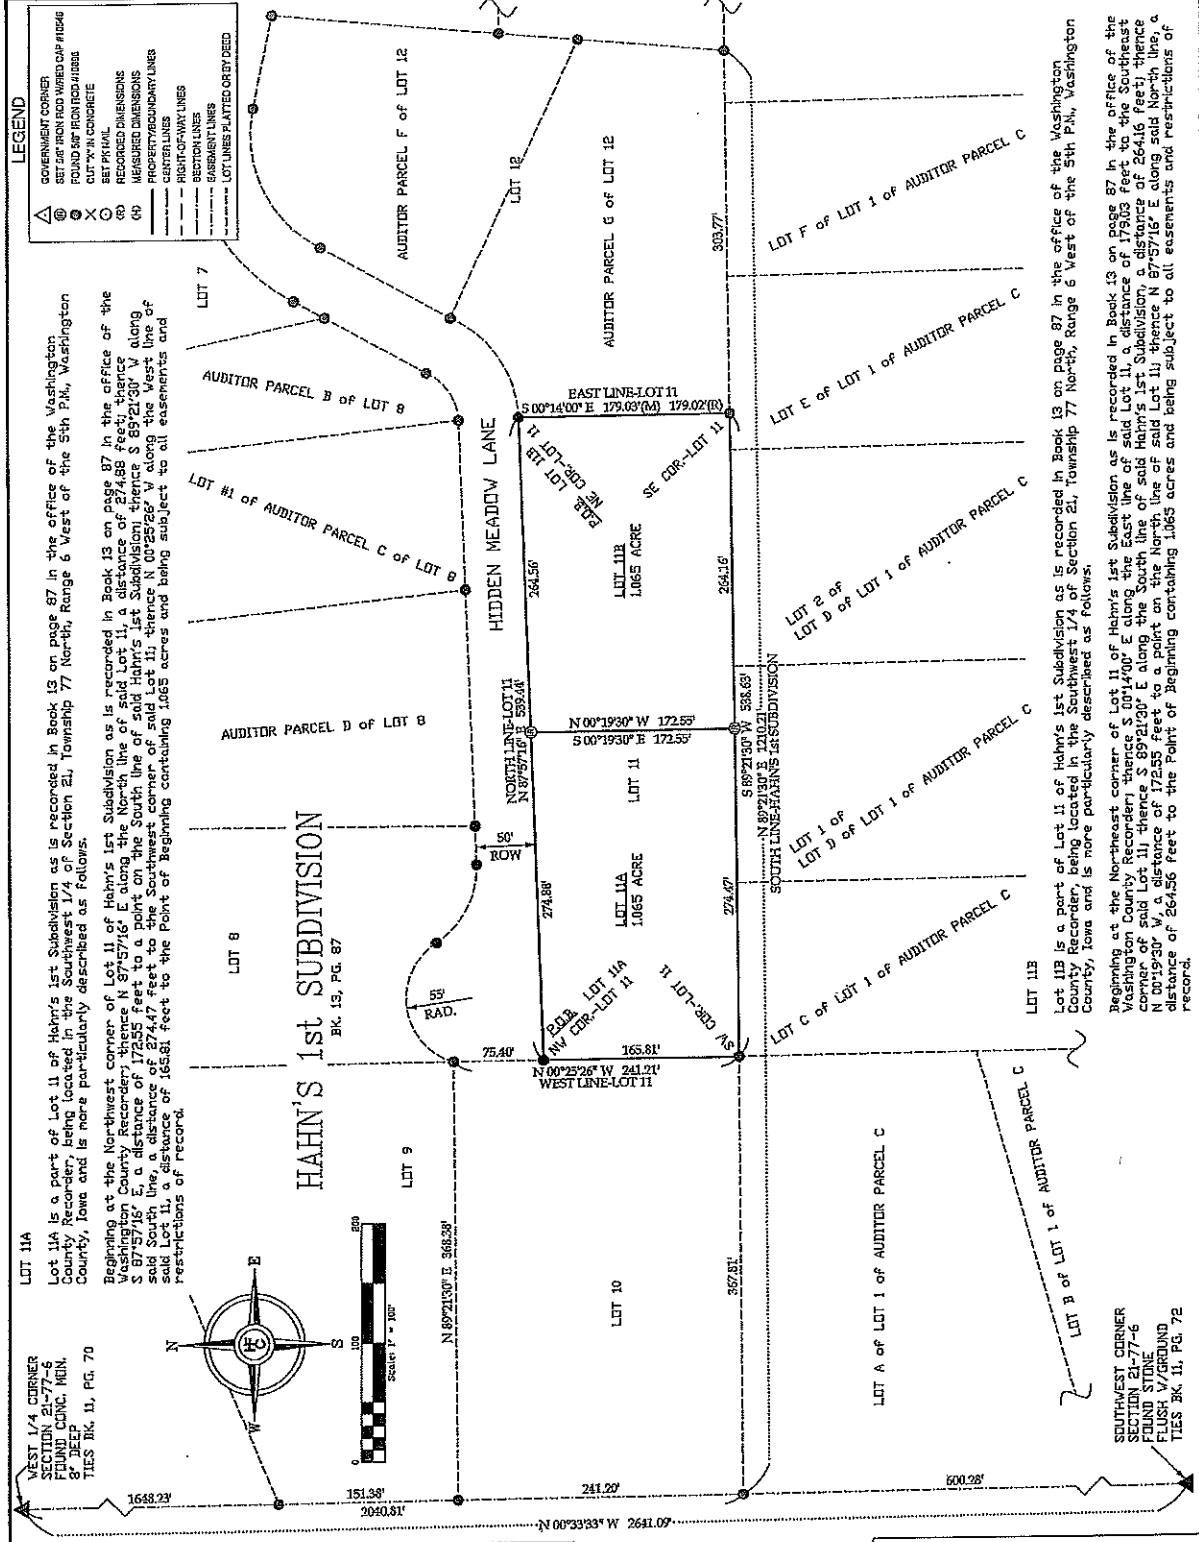 LEGEND
GOVERNMENT CORNER
SET 5/8" IRON ROD W/RED CAP #10546
FOUND 5/8" IRON ROD #10886
CUT "X" IN CONCRETE
SET PK NAIL
(R) RECORDED DIMENSIONS
(M) MEASURED DIMENSIONS
PROPERTY/BOUNDARY LINES
CENTER LINES
RIGHT-OF-WAY LINES
SECTION LINES
EASEMENT LINES
LOT LINES PLATTED OR BY DEED
LOT 11A
Lot 11A is a part of Lot 11 of Hahn's 1st Subdivision as is recorded in Book 13 on page 87 in the office of the Washington
County Recorder, being located in the Southwest 1/4 of Section 21, Township 77 North, Range 6 West of the 5th P.M., Washington
County, Iowa and is more particularly described as follows.
Beginning at the Northwest corner of Lot 11 of Hahn's 1st Subdivision as is recorded in Book 13 on page 87 in the office of the
Washington County Recorder; thence N 87°57'16" E along the North line of said Lot 11, a distance of 274.88 feet; thence
S 87°57'16" E, a distance of 172.55 feet to a point on the South line of said Hahn's 1st Subdivision; thence S 89°21'30" W along
said South line, a distance of 274.47 feet to the Southwest corner of said Lot 11; thence N 00°25'26" W along the West line of
said Lot 11, a distance of 165.81 feet to the Point of Beginning containing 1.065 acres and being subject to all easements and
restrictions of record.
WEST 1/4 CORNER
SECTION 21-77-6
FOUND CONC. MON.
8" DEEP
TIES BK. 11, PG. 70
N
E
S
W
0
100
200
Scale: 1" = 100'
HAHN'S 1st SUBDIVISION
BK. 13, PG. 87
LOT 7
LOT 8
LOT 9
LOT 10
LOT 12
AUDITOR PARCEL F of LOT 12
AUDITOR PARCEL G of LOT 12
AUDITOR PARCEL B of LOT 8
LOT #1 of AUDITOR PARCEL C of LOT 8
AUDITOR PARCEL D of LOT 8
HIDDEN MEADOW LANE
50'
ROW
55'
RAD.
75.40'
N 89°21'30" E 368.38'
NORTH LINE-LOT 11
N 87°57'16" E 539.44'
274.88'
264.56'
EAST LINE-LOT 11
S 00°14'00" E 179.03'(M) 179.02'(R)
P.O.B. LOT 11B
NE COR.-LOT 11
SE COR.-LOT 11
LOT 11B
1.065 ACRE
N 00°19'30" W 172.55'
S 00°19'30" E 172.55'
LOT 11
LOT 11A
1.065 ACRE
P.O.B. LOT 11A
NW COR.-LOT 11
SW COR.-LOT 11
165.81'
N 00°25'26" W 241.21'
WEST LINE-LOT 11
274.47'
264.16'
303.77'
S 89°21'30" W 538.63'
N 89°21'30" E 1210.21'
SOUTH LINE-HAHN'S 1st SUBDIVISION
367.81'
1648.23'
151.38'
2040.81'
241.20'
600.28'
N 00°33'33" W 2641.09'
LOT A of LOT 1 of AUDITOR PARCEL C
LOT B of LOT 1 of AUDITOR PARCEL C
LOT C of LOT 1 of AUDITOR PARCEL C
LOT 1 of
LOT D of LOT 1 of AUDITOR PARCEL C
LOT 2 of
LOT D of LOT 1 of AUDITOR PARCEL C
LOT E of LOT 1 of AUDITOR PARCEL C
LOT F of LOT 1 of AUDITOR PARCEL C
SOUTHWEST CORNER
SECTION 21-77-6
FOUND STONE
FLUSH W/GROUND
TIES BK. 11, PG. 72
LOT 11B
Lot 11B is a part of Lot 11 of Hahn's 1st Subdivision as is recorded in Book 13 on page 87 in the office of the Washington
County Recorder, being located in the Southwest 1/4 of Section 21, Township 77 North, Range 6 West of the 5th P.M., Washington
County, Iowa and is more particularly described as follows.
Beginning at the Northeast corner of Lot 11 of Hahn's 1st Subdivision as is recorded in Book 13 on page 87 in the office of the
Washington County Recorder; thence S 00°14'00" E along the East line of said Lot 11, a distance of 179.03 feet to the Southeast
corner of said Lot 11; thence S 89°21'30" E along the South line of said Hahn's 1st Subdivision, a distance of 264.16 feet; thence
N 00°19'30" W, a distance of 172.55 feet to a point on the North line of said Lot 11; thence N 87°57'16" E along said North line, a
distance of 264.56 feet to the Point of Beginning containing 1.065 acres and being subject to all easements and restrictions of
record.